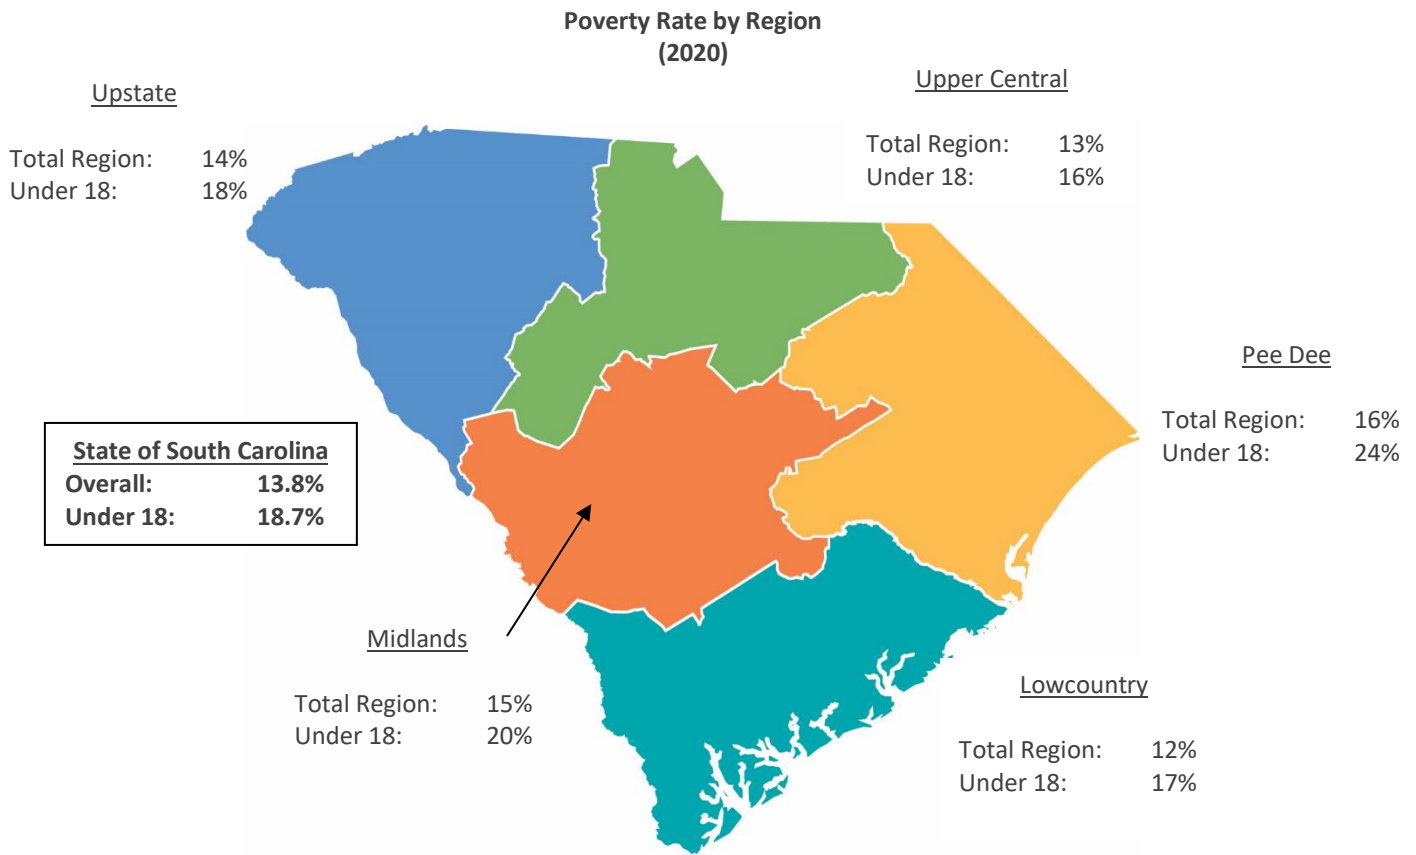 Poverty Rate by Region
(2020)
Upstate
Total Region: 14%
Under 18: 18%
Upper Central
Total Region: 13%
Under 18: 16%
Pee Dee
Total Region: 16%
Under 18: 24%
State of South Carolina
Overall: 13.8%
Under 18: 18.7%
Midlands
Total Region: 15%
Under 18: 20%
Lowcountry
Total Region: 12%
Under 18: 17%